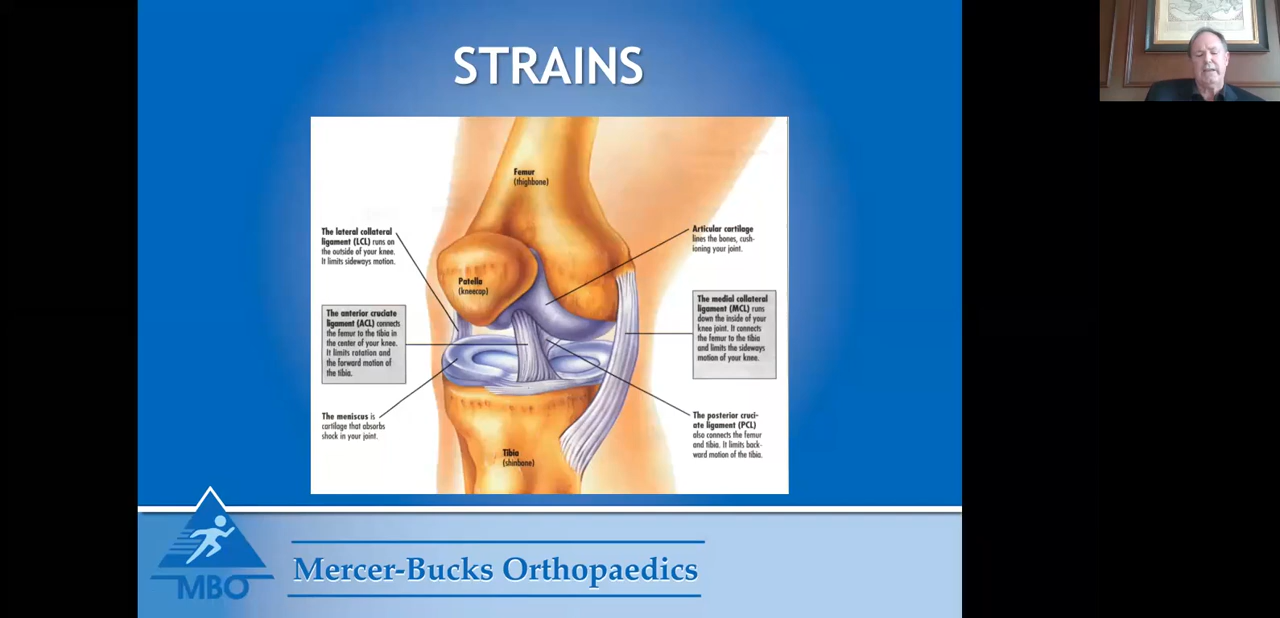 STRAINS
Femur
(thighbone)
The lateral collateral
ligament (LCL) runs on
the outside of your knee.
It limits sideways motion.
Articular cartilage
lines the bones, cush-
ioning your joint.
Patella
(kneecap)
The anterior cruciate
ligament (ACL) connects
the femur to the tibia in
the center of your knee.
It limits rotation and
the forward motion of
the tibia.
The medial collateral
ligament (MCL) runs
down the inside of your
knee joint. It connects
the femur to the tibia
and limits the sideways
motion of your knee.
The meniscus is
cartilage that absorbs
shock in your joint.
The posterior cruci-
ate ligament (PCL)
also connects the femur
and tibia. It limits back-
ward motion of the tibia.
Tibia
(shinbone)
MBO
Mercer-Bucks Orthopaedics